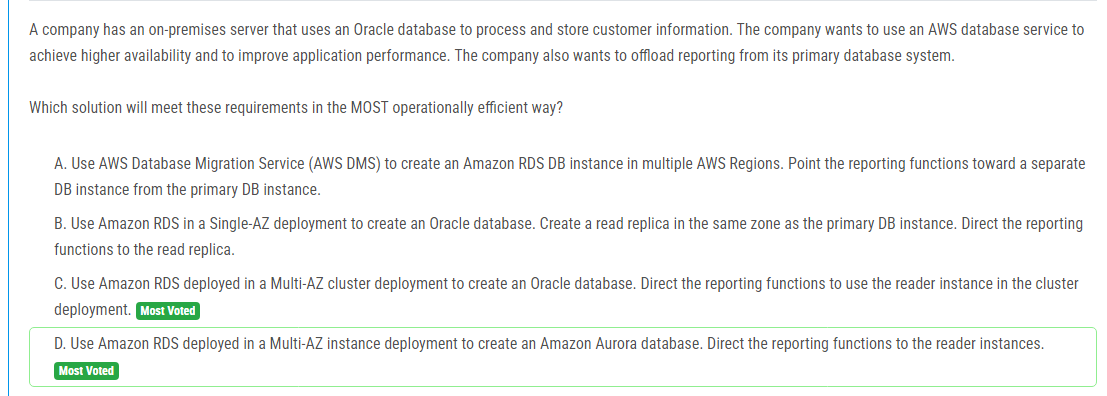 A company has an on-premises server that uses an Oracle database to process and store customer information. The company wants to use an AWS database service to
achieve higher availability and to improve application performance. The company also wants to offload reporting from its primary database system.
Which solution will meet these requirements in the MOST operationally efficient way?
A. Use AWS Database Migration Service (AWS DMS) to create an Amazon RDS DB instance in multiple AWS Regions. Point the reporting functions toward a separate
DB instance from the primary DB instance.
B. Use Amazon RDS in a Single-AZ deployment to create an Oracle database. Create a read replica in the same zone as the primary DB instance. Direct the reporting
functions to the read replica.
C. Use Amazon RDS deployed in a Multi-AZ cluster deployment to create an Oracle database. Direct the reporting functions to use the reader instance in the cluster
deployment. Most Voted
D. Use Amazon RDS deployed in a Multi-AZ instance deployment to create an Amazon Aurora database. Direct the reporting functions to the reader instances.
Most Voted